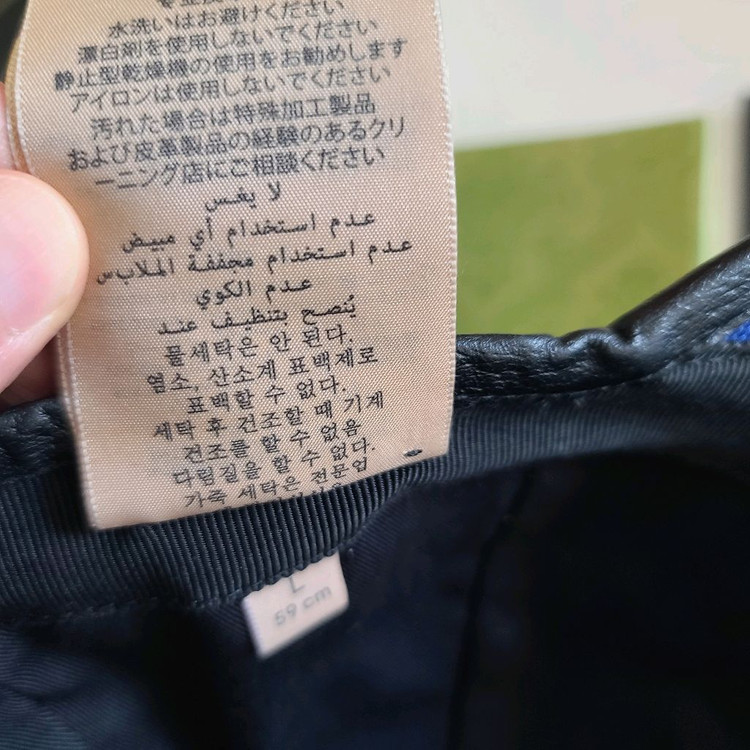 水洗いはお避けください
漂白剤を使用しないでください
静止型乾燥機の使用をお勧めします
アイロンは使用しないでください
汚れた場合は特殊加工製品
および皮革製品の経験のあるクリ
ーニング店にご相談ください
لا يغس
عدم استخدام أي مبيض
عدم استخدام مجففة الملابس
عدم الكوي
يُنصح بتنظيف عند
물세탁은 안 된다.
염소, 산소계 표백제로
표백할 수 없다.
세탁 후 건조할 때 기계
건조를 할 수 없음
다림질을 할 수 없다.
가죽 세탁은 전문업
L
59 cm